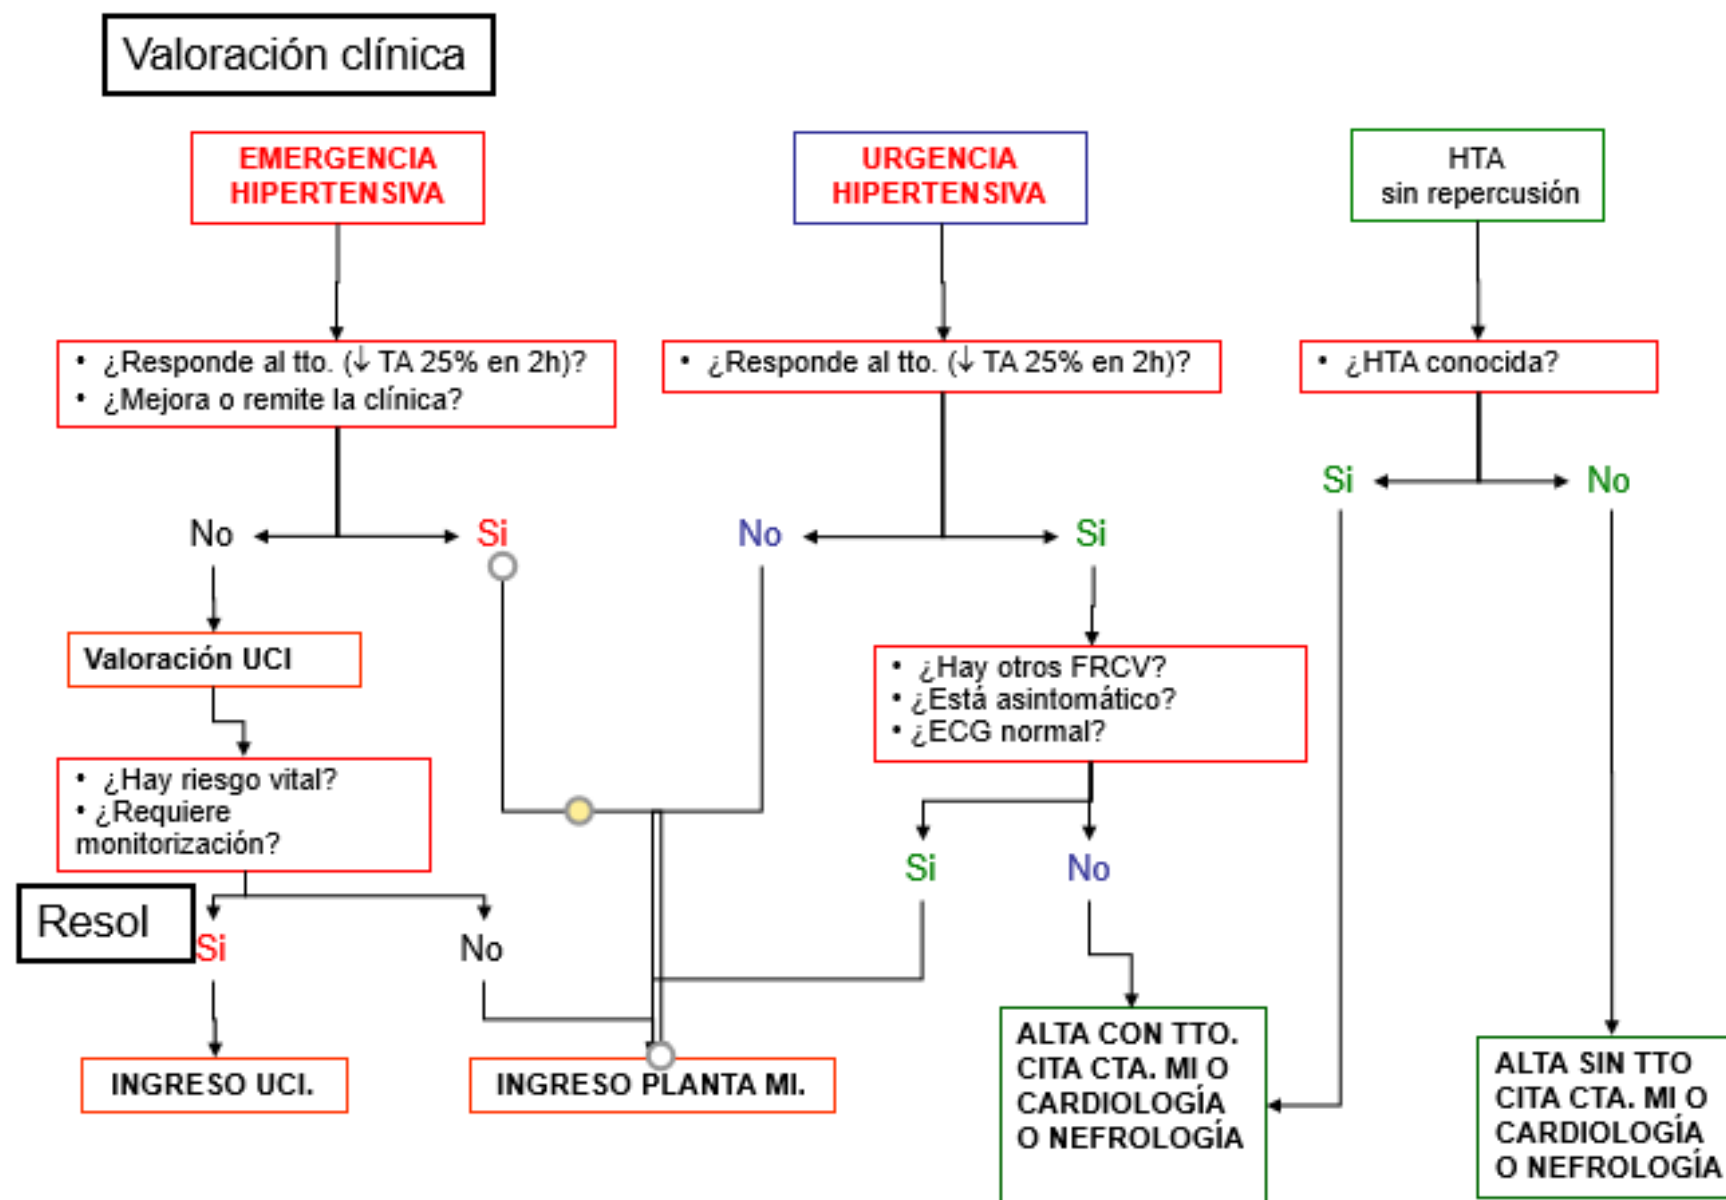 Valoración clínica
EMERGENCIA
HIPERTENSIVA
URGENCIA
HIPERTENSIVA
HTA
sin repercusión
• ¿Responde al tto. (↓ TA 25% en 2h)?
• ¿Mejora o remite la clínica?
• ¿Responde al tto. (↓ TA 25% en 2h)?
• ¿HTA conocida?
Si
No
No
Si
No
Si
Valoración UCI
• ¿Hay otros FRCV?
• ¿Está asintomático?
• ¿ECG normal?
• ¿Hay riesgo vital?
• ¿Requiere
monitorización?
Si
No
Resol
Si
No
INGRESO UCI.
INGRESO PLANTA MI.
ALTA CON TTO.
CITA CTA. MI O
CARDIOLOGÍA
O NEFROLOGÍA
ALTA SIN TTO
CITA CTA. MI O
CARDIOLOGÍA
O NEFROLOGÍA